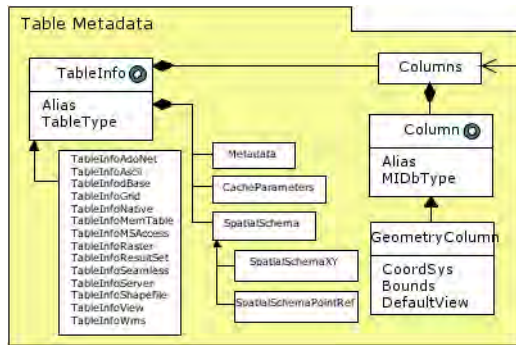 Table Metadata
TableInfo
Alias
TableType
TableInfoAdoNet
TableInfoAscii
TableInfodBase
TableInfoGrid
TableInfoNative
TableInfoMemTable
TableInfoMSAccess
TableInfoRaster
TableInfoResultSet
TableInfoSeamless
TableInfoServer
TableInfoShapefile
TableInfoView
TableInfoWms
Metadata
CacheParameters
SpatialSchema
SpatialSchemaXY
SpatialSchemaPointRef
Columns
Column
Alias
MIDbType
GeometryColumn
CoordSys
Bounds
DefaultView